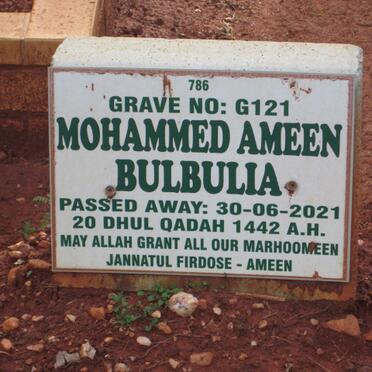 786
GRAVE NO: G121
MOHAMMED AMEEN
BULBULIA
PASSED AWAY: 30-06-2021
20 DHUL QADAH 1442 A.H.
MAY ALLAH GRANT ALL OUR MARHOOMEEN
JANNATUL FIRDOSE - AMEEN